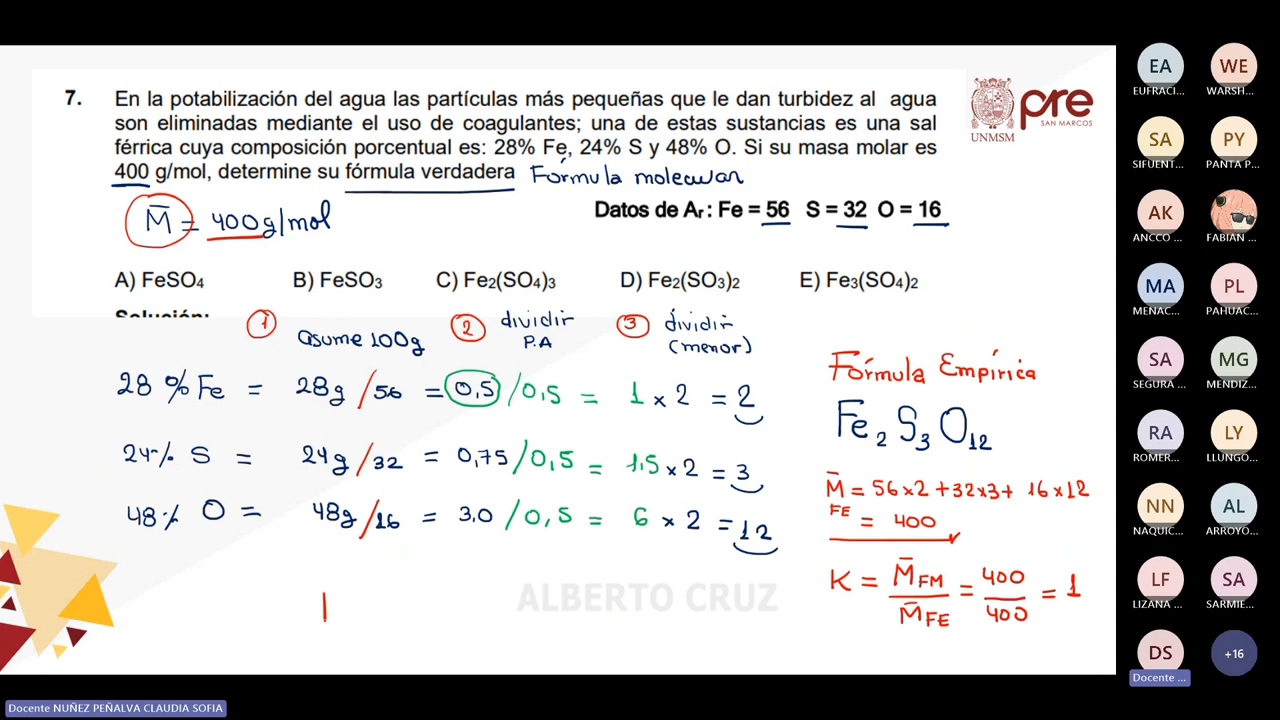 7. En la potabilización del agua las partículas más pequeñas que le dan turbidez al agua
son eliminadas mediante el uso de coagulantes; una de estas sustancias es una sal
férrica cuya composición porcentual es: 28% Fe, 24% S y 48% O. Si su masa molar es
400 g/mol, determine su fórmula verdadera Fórmula molecular
M̄ = 400g/mol
Datos de Ar : Fe = 56 S = 32 O = 16
UNMSM
pre
SAN MARCOS
A) FeSO4 B) FeSO3 C) Fe2(SO4)3 D) Fe2(SO3)2 E) Fe3(SO4)2
Solución:
1 asume 100g 2 dividir P.A 3 dividir (menor)
28 % Fe = 28g /56 = 0,5 /0,5 = 1 x 2 = 2
24% S = 24g /32 = 0,75 /0,5 = 1,5 x 2 = 3
48% O = 48g /16 = 3,0 /0,5 = 6 x 2 = 12
Fórmula Empírica
Fe2 S3 O12
M̄ FE = 56x2 + 32x3 + 16x12
= 400
K = M̄FM / M̄FE = 400 / 400 = 1
ALBERTO CRUZ
EA WE
EUFRACI... WARSH...
SA PY
SIFUENT... PANTA P...
AK
ANCCO ... FABIAN ...
MA PL
MENAC... PAHUAC...
SA MG
SEGURA ... MENDIZ...
RA LY
ROMER... LLUNGO...
NN AL
NAQUIC... ARROYO...
LF SA
LIZANA ... SARMIE...
DS +16
Docente ...
Docente NUÑEZ PEÑALVA CLAUDIA SOFIA